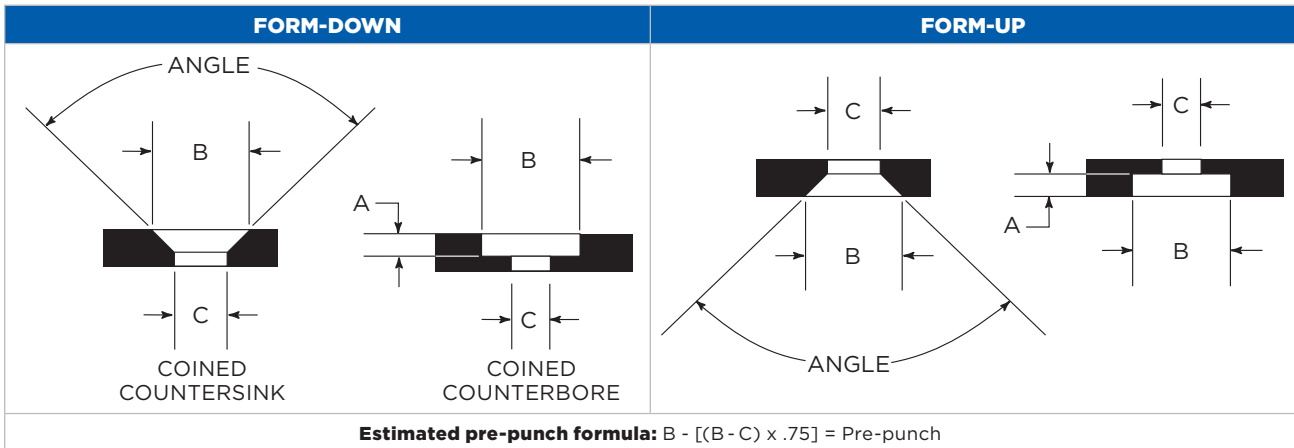 FORM-DOWN
FORM-UP
ANGLE
B
C
COINED
COUNTERSINK
B
A
C
COINED
COUNTERBORE
C
B
ANGLE
C
A
B
Estimated pre-punch formula: B - [(B-C) x .75] = Pre-punch